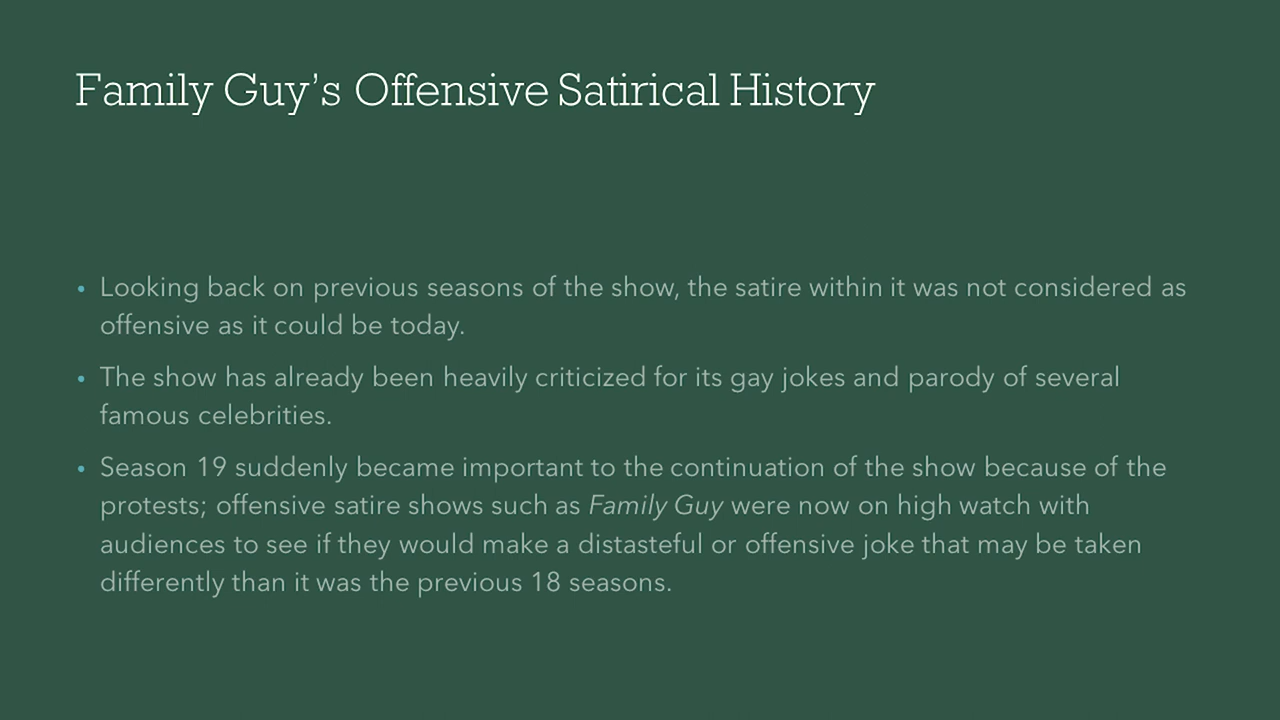 Family Guy’s Offensive Satirical History
• Looking back on previous seasons of the show, the satire within it was not considered as
offensive as it could be today.
• The show has already been heavily criticized for its gay jokes and parody of several
famous celebrities.
• Season 19 suddenly became important to the continuation of the show because of the
protests; offensive satire shows such as Family Guy were now on high watch with
audiences to see if they would make a distasteful or offensive joke that may be taken
differently than it was the previous 18 seasons.